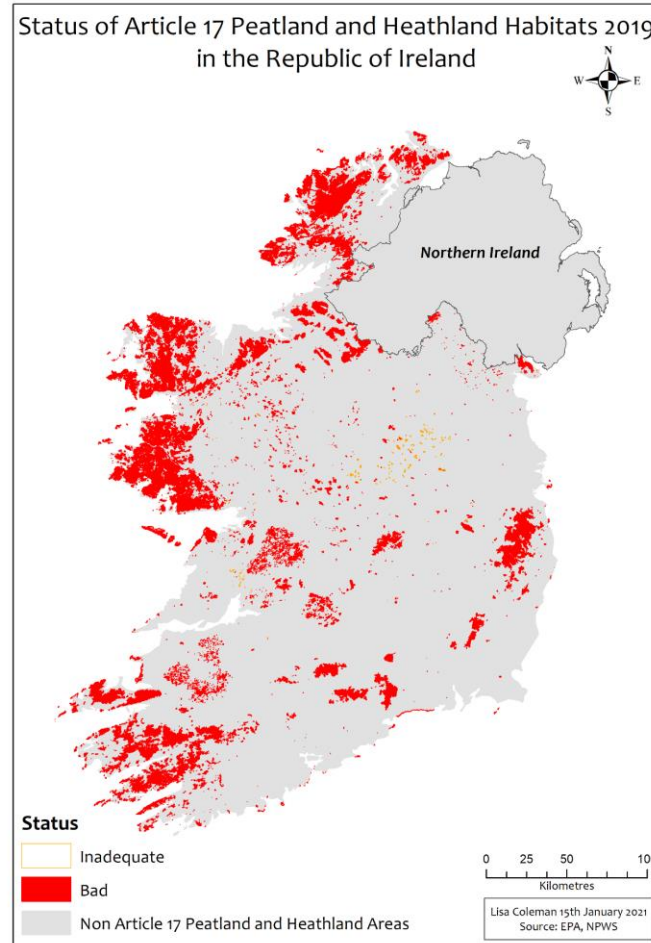 Status of Article 17 Peatland and Heathland Habitats 2019
in the Republic of Ireland
N
W E
S
Northern Ireland
Status
Inadequate
Bad
Non Article 17 Peatland and Heathland Areas
0 25 50 10
Kilometres
Lisa Coleman 15th January 2021
Source: EPA, NPWS